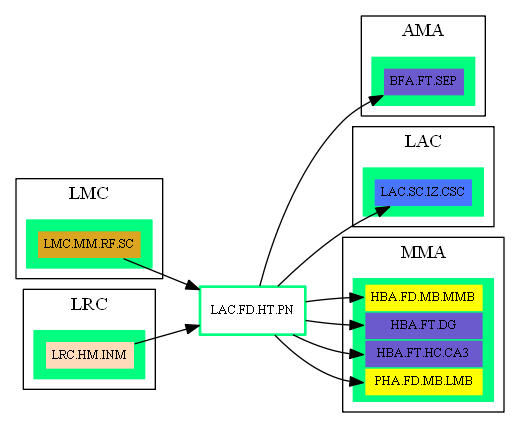 AMA
BFA.FT.SEP
LAC
LAC.SC.IZ.CSC
LMC
LMC.MM.RF.SC
MMA
HBA.FD.MB.MMB
HBA.FT.DG
HBA.FT.HC.CA3
PHA.FD.MB.LMB
LAC.FD.HT.PN
LRC
LRC.HM.INM